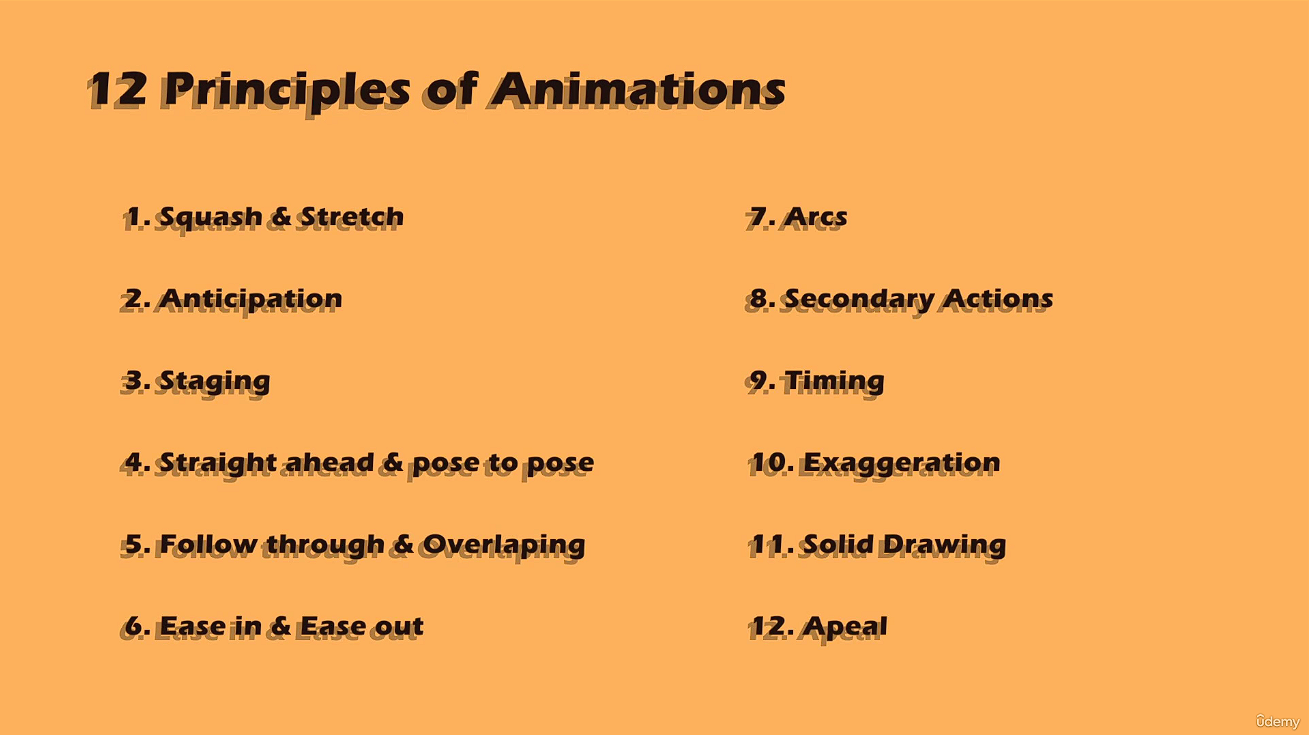 12 Principles of Animations
1. Squash & Stretch
2. Anticipation
3. Staging
4. Straight ahead & pose to pose
5. Follow through & Overlaping
6. Ease in & Ease out
7. Arcs
8. Secondary Actions
9. Timing
10. Exaggeration
11. Solid Drawing
12. Apeal
ûdemy